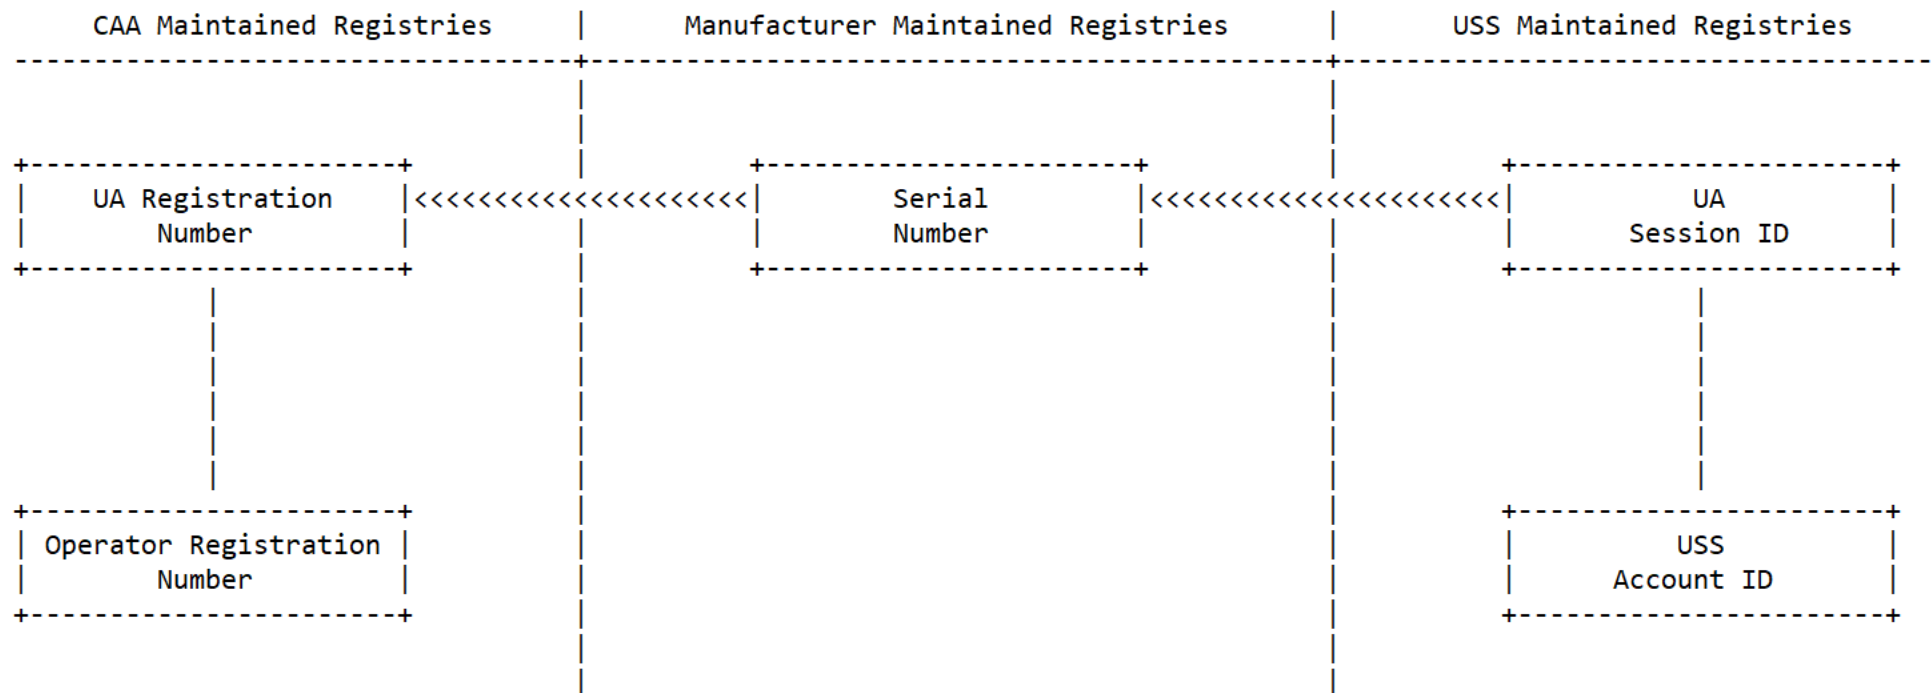 CAA Maintained Registries | Manufacturer Maintained Registries | USS Maintained Registries
UA Registration |<<<<<<<<<<<<<<<<<<<<<| Serial |<<<<<<<<<<<<<<<<<<<<<<| UA
Number | Number | Session ID
Operator Registration | USS
Number | Account ID